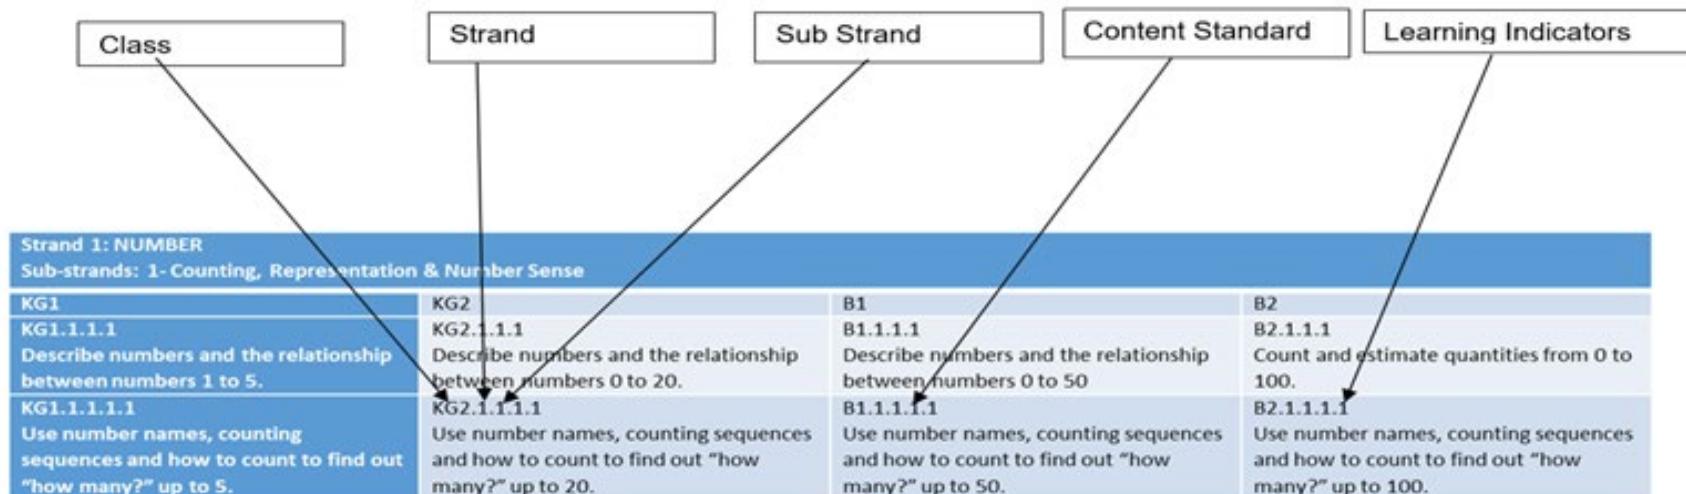 Class
Strand
Sub Strand
Content Standard
Learning Indicators
Strand 1: NUMBER
Sub-strands: 1- Counting, Representation & Number Sense
KG1
KG2
B1
B2
KG1.1.1.1
Describe numbers and the relationship
between numbers 1 to 5.
KG2.1.1.1
Describe numbers and the relationship
between numbers 0 to 20.
B1.1.1.1
Describe numbers and the relationship
between numbers 0 to 50
B2.1.1.1
Count and estimate quantities from 0 to
100.
KG1.1.1.1.1
Use number names, counting
sequences and how to count to find out
"how many?" up to 5.
KG2.1.1.1.1
Use number names, counting sequences
and how to count to find out "how
many?" up to 20.
B1.1.1.1.1
Use number names, counting sequences
and how to count to find out "how
many?" up to 50.
B2.1.1.1.1
Use number names, counting sequences
and how to count to find out "how
many?" up to 100.